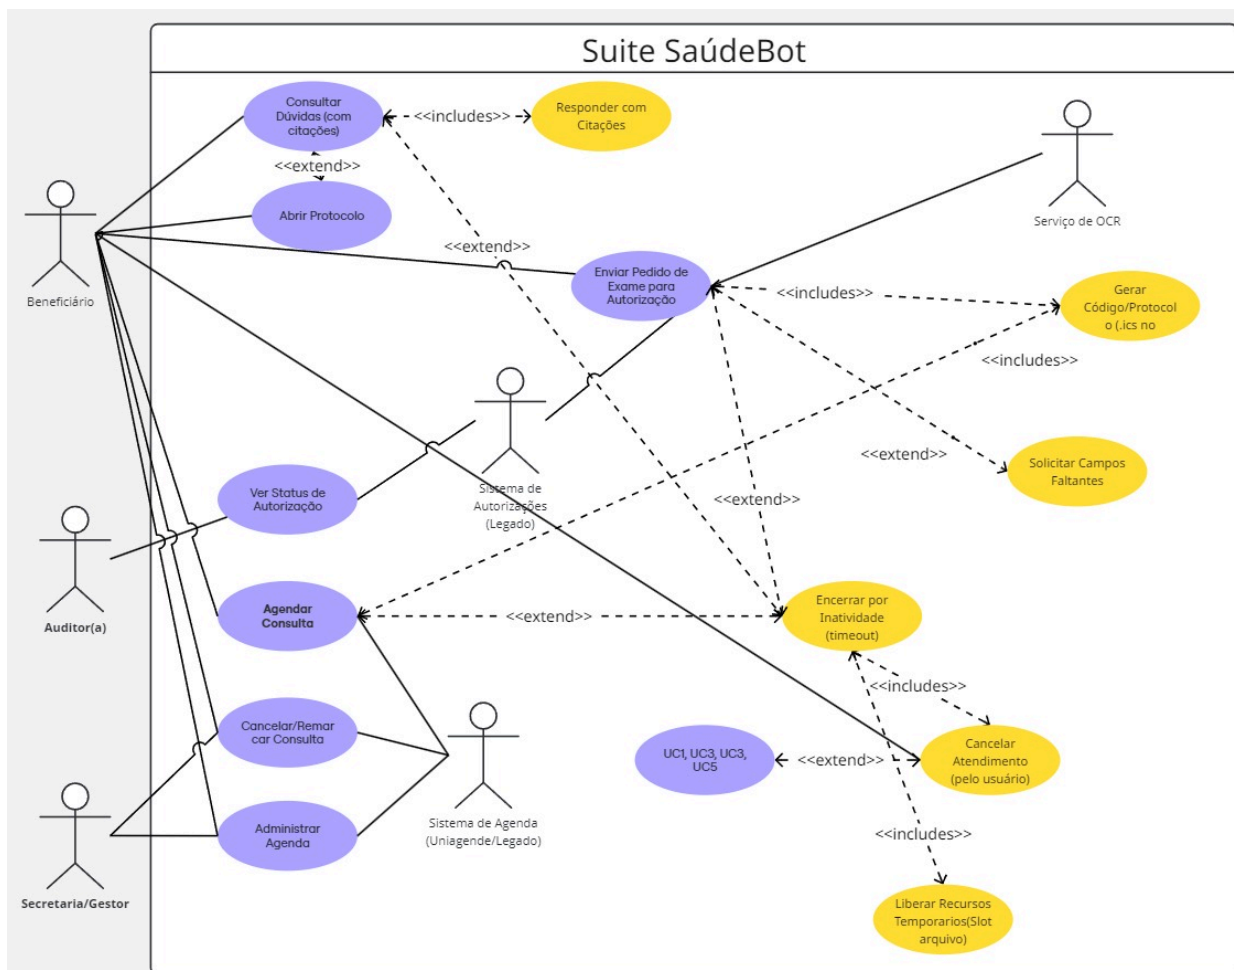 Suite SaúdeBot
Consultar
Dúvidas (com
citações)
<<includes>>
Responder com
Citações
<<extend>>
Abrir Protocolo
Beneficiário
Serviço de OCR
<<extend>>
Enviar Pedido de
Exame para
Autorização
<<includes>>
Gerar
Código/Protocol
o (.ics no
<<includes>>
<<extend>>
Solicitar Campos
Faltantes
Ver Status de
Autorização
Sistema de
Autorizações
(Legado)
<<extend>>
Auditor(a)
Agendar
Consulta
<<extend>>
Encerrar por
Inatividade
(timeout)
<<includes>>
Cancelar/Remar
car Consulta
UC1, UC3, UC3,
UC5
<<extend>>
Cancelar
Atendimento
(pelo usuário)
Sistema de Agenda
(Uniagende/Legado)
Administrar
Agenda
<<includes>>
Secretaria/Gestor
Liberar Recursos
Temporarios(Slot
arquivo)